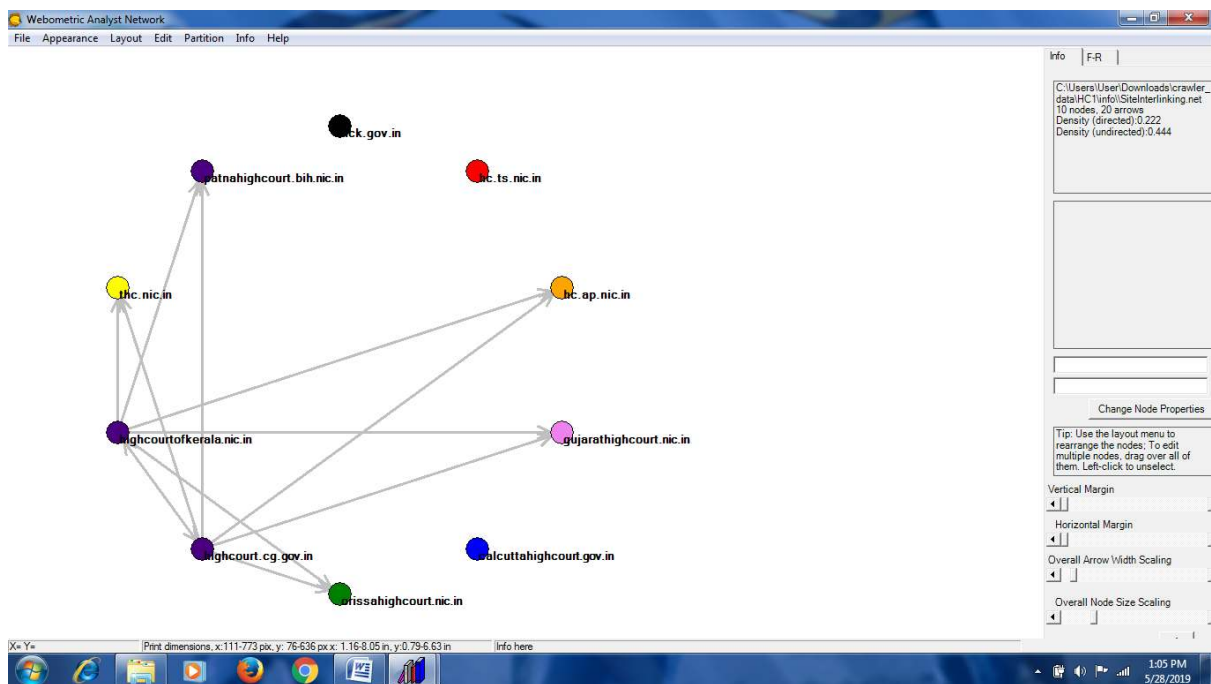 Webometric Analyst Network
File Appearance Layout Edit Partition Info Help
Info F-R
C:\Users\User\Downloads\crawler_
data\HC1\info\\SiteInterlinking.net
10 nodes, 20 arrows
Density (directed):0.222
Density (undirected):0.444
ck.gov.in
patnahighcourt.bih.nic.in
hc.ts.nic.in
thc.nic.in
hc.ap.nic.in
highcourtofkerala.nic.in
gujarathighcourt.nic.in
highcourt.cg.gov.in
calcuttahighcourt.gov.in
orissahighcourt.nic.in
Change Node Properties
Tip: Use the layout menu to
rearrange the nodes; To edit
multiple nodes, drag over all of
them. Left-click to unselect.
Vertical Margin
Horizontal Margin
Overall Arrow Width Scaling
Overall Node Size Scaling
X= Y=
Print dimensions, x:111-773 pix, y: 76-636 px x: 1.16-8.05 in, y:0.79-6.63 in
Info here
1:05 PM
5/28/2019